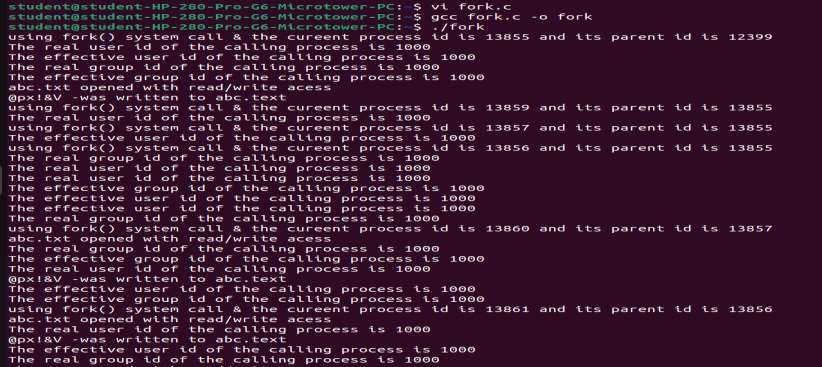 student@student-HP-280-Pro-G6-Microtower-PC:~$ vi fork.c
student@student-HP-280-Pro-G6-Microtower-PC:~$ gcc fork.c -o fork
student@student-HP-280-Pro-G6-Microtower-PC:~$ ./fork
using fork() system call & the cureent process id is 13855 and its parent id is 12399
The real user id of the calling process is 1000
The effective user id of the calling process is 1000
The real group id of the calling process is 1000
The effective group id of the calling process is 1000
abc.txt opened with read/write acess
@px!&V -was written to abc.text
using fork() system call & the cureent process id is 13859 and its parent id is 13855
The real user id of the calling process is 1000
using fork() system call & the cureent process id is 13857 and its parent id is 13855
The effective user id of the calling process is 1000
using fork() system call & the cureent process id is 13856 and its parent id is 13855
The real group id of the calling process is 1000
The real user id of the calling process is 1000
The real user id of the calling process is 1000
The effective group id of the calling process is 1000
The effective user id of the calling process is 1000
The effective user id of the calling process is 1000
The real group id of the calling process is 1000
using fork() system call & the cureent process id is 13860 and its parent id is 13857
abc.txt opened with read/write acess
The real group id of the calling process is 1000
The effective group id of the calling process is 1000
The real user id of the calling process is 1000
@px!&V -was written to abc.text
The effective user id of the calling process is 1000
The effective group id of the calling process is 1000
using fork() system call & the cureent process id is 13861 and its parent id is 13856
abc.txt opened with read/write acess
The real user id of the calling process is 1000
@px!&V -was written to abc.text
The effective user id of the calling process is 1000
The real group id of the calling process is 1000